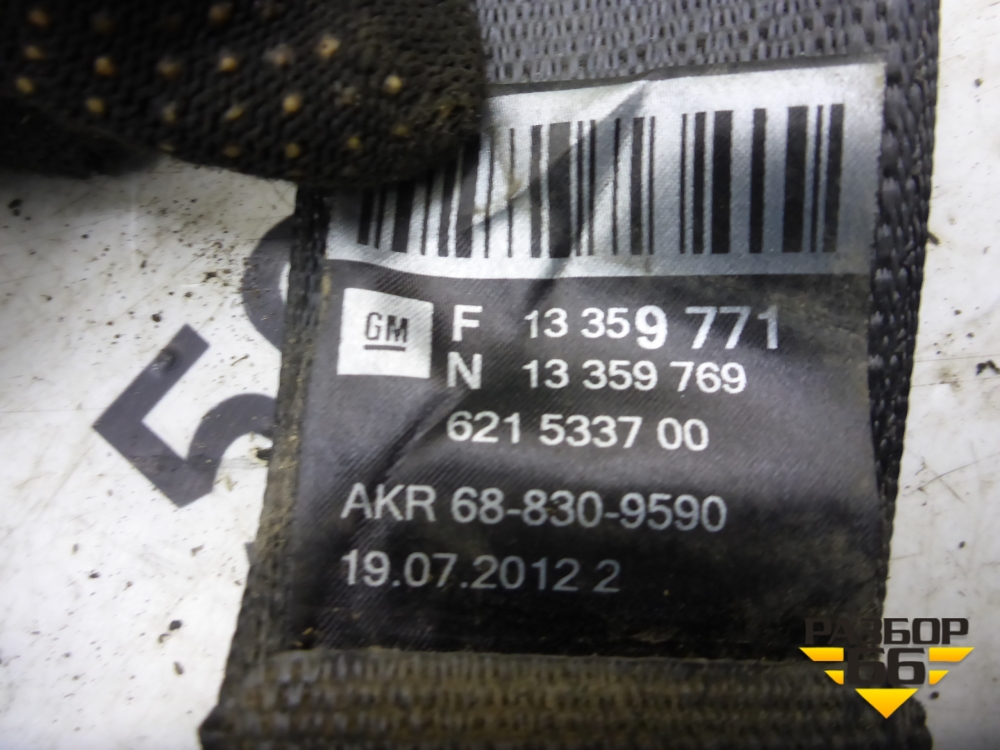 GM F 13 359 771
N 13 359 769
621 5337 00
AKR 68-830-9590
19.07.2012 2
РАЗБОР
66